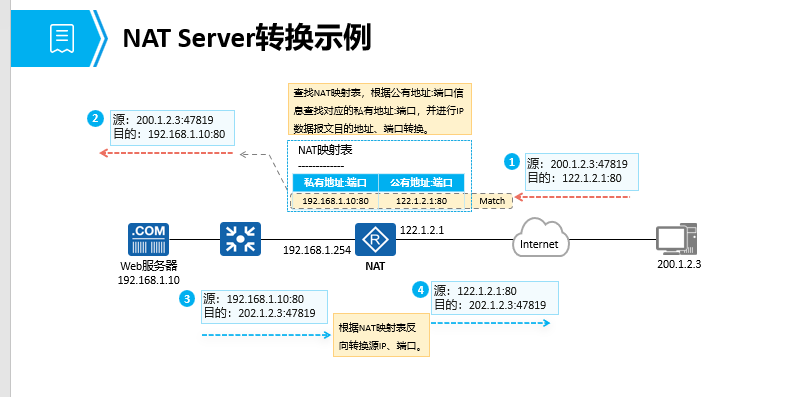 NAT Server转换示例
查找NAT映射表，根据公有地址:端口信
息查找对应的私有地址:端口，并进行IP
数据报文目的地址、端口转换。
2
源：200.1.2.3:47819
目的：192.168.1.10:80
NAT映射表
-------------
私有地址:端口 公有地址:端口
192.168.1.10:80 122.1.2.1:80 Match
1
源：200.1.2.3:47819
目的：122.1.2.1:80
.COM
Web服务器
192.168.1.10
192.168.1.254
R
NAT
122.1.2.1
Internet
200.1.2.3
3
源：192.168.1.10:80
目的：202.1.2.3:47819
根据NAT映射表反
向转换源IP、端口。
4
源：122.1.2.1:80
目的：202.1.2.3:47819